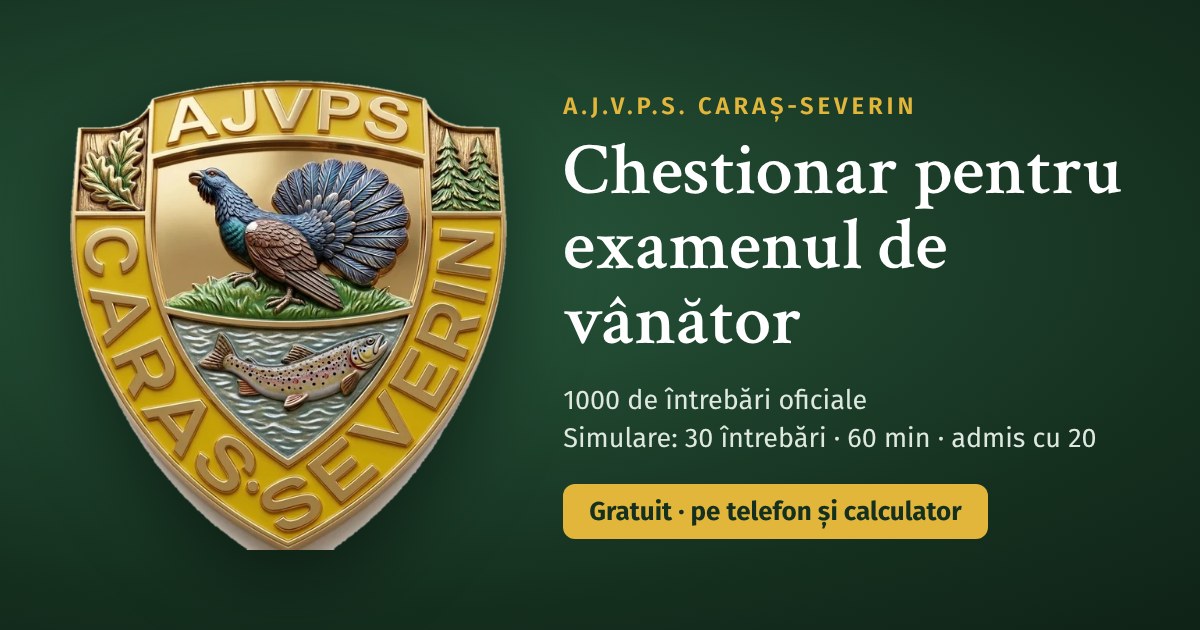 AJVPS
CARAS·SEVERIN
A.J.V.P.S. CARAȘ-SEVERIN
Chestionar pentru
examenul de
vânător
1000 de întrebări oficiale
Simulare: 30 întrebări · 60 min · admis cu 20
Gratuit · pe telefon și calculator